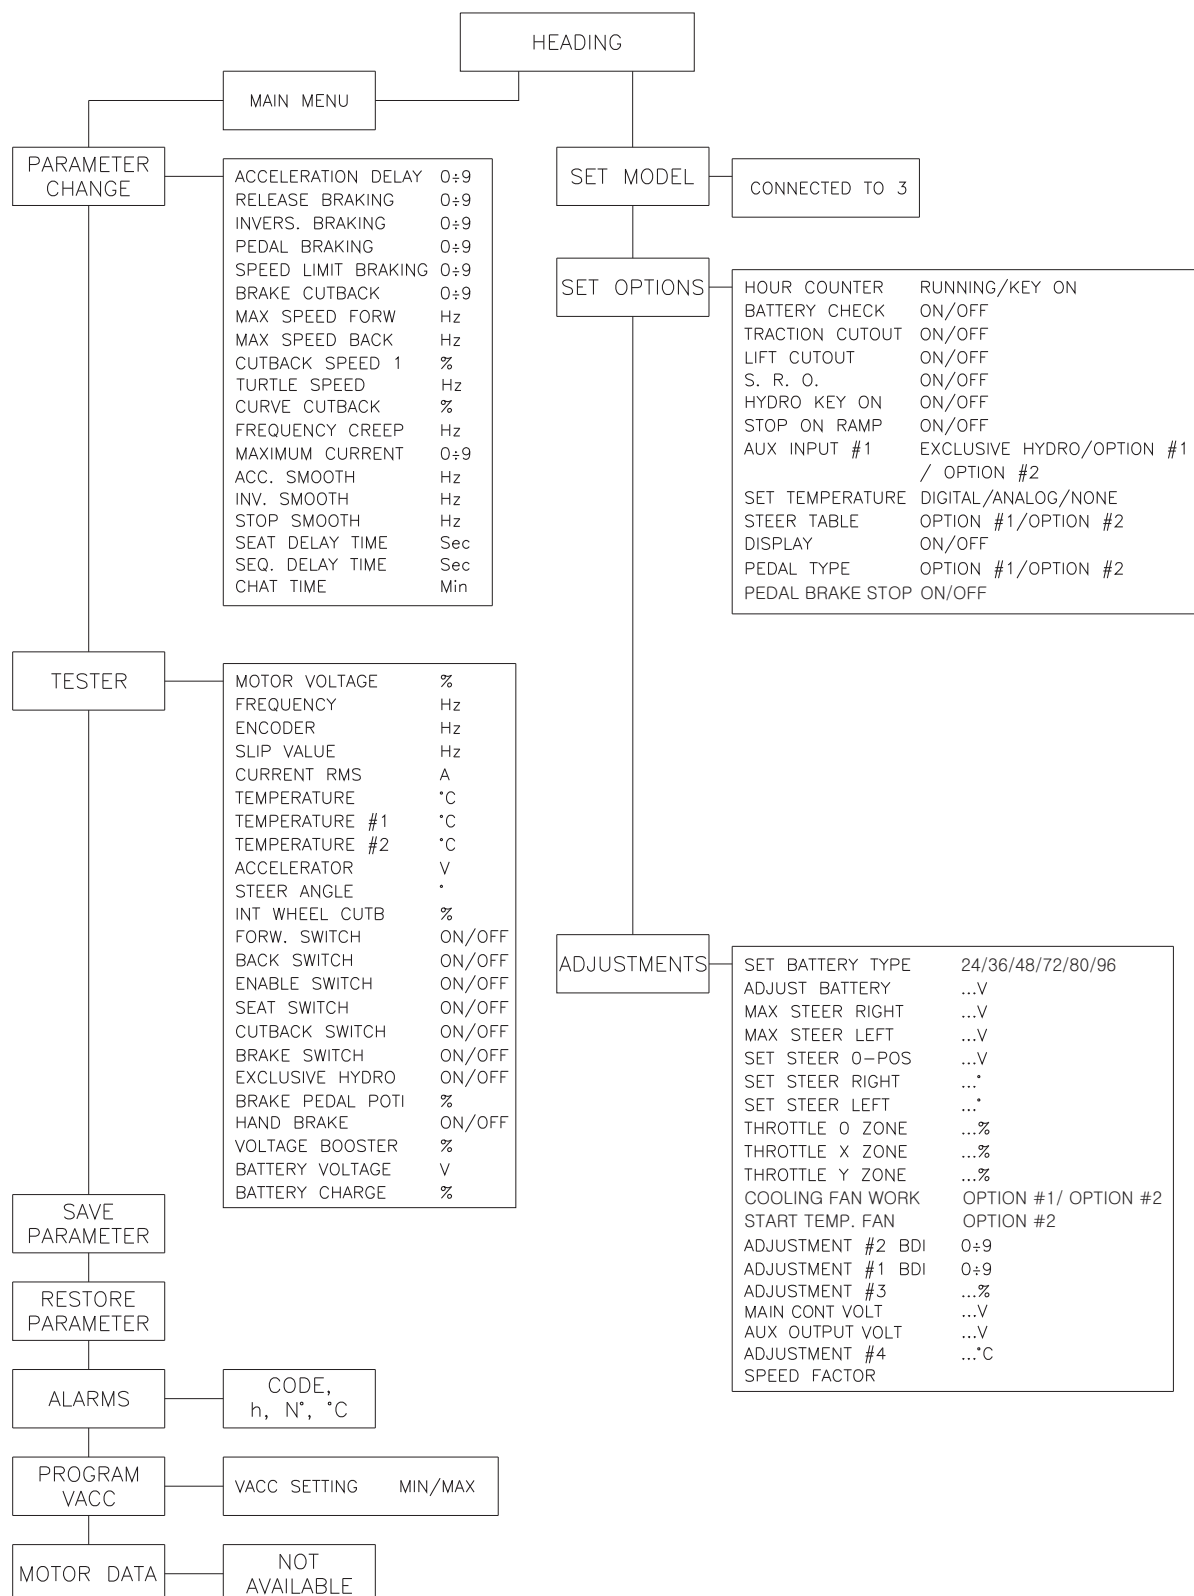 HEADING
MAIN MENU
PARAMETER
CHANGE
ACCELERATION DELAY 0÷9
RELEASE BRAKING 0÷9
INVERS. BRAKING 0÷9
PEDAL BRAKING 0÷9
SPEED LIMIT BRAKING 0÷9
BRAKE CUTBACK 0÷9
MAX SPEED FORW Hz
MAX SPEED BACK Hz
CUTBACK SPEED 1 %
TURTLE SPEED Hz
CURVE CUTBACK %
FREQUENCY CREEP Hz
MAXIMUM CURRENT 0÷9
ACC. SMOOTH Hz
INV. SMOOTH Hz
STOP SMOOTH Hz
SEAT DELAY TIME Sec
SEQ. DELAY TIME Sec
CHAT TIME Min
TESTER
MOTOR VOLTAGE %
FREQUENCY Hz
ENCODER Hz
SLIP VALUE Hz
CURRENT RMS A
TEMPERATURE °C
TEMPERATURE #1 °C
TEMPERATURE #2 °C
ACCELERATOR V
STEER ANGLE °
INT WHEEL CUTB %
FORW. SWITCH ON/OFF
BACK SWITCH ON/OFF
ENABLE SWITCH ON/OFF
SEAT SWITCH ON/OFF
CUTBACK SWITCH ON/OFF
BRAKE SWITCH ON/OFF
EXCLUSIVE HYDRO ON/OFF
BRAKE PEDAL POTI %
HAND BRAKE ON/OFF
VOLTAGE BOOSTER %
BATTERY VOLTAGE V
BATTERY CHARGE %
SAVE
PARAMETER
RESTORE
PARAMETER
ALARMS
CODE,
h, N°, °C
PROGRAM
VACC
VACC SETTING MIN/MAX
MOTOR DATA
NOT
AVAILABLE
SET MODEL
CONNECTED TO 3
SET OPTIONS
HOUR COUNTER RUNNING/KEY ON
BATTERY CHECK ON/OFF
TRACTION CUTOUT ON/OFF
LIFT CUTOUT ON/OFF
S. R. O. ON/OFF
HYDRO KEY ON ON/OFF
STOP ON RAMP ON/OFF
AUX INPUT #1 EXCLUSIVE HYDRO/OPTION #1
/ OPTION #2
SET TEMPERATURE DIGITAL/ANALOG/NONE
STEER TABLE OPTION #1/OPTION #2
DISPLAY ON/OFF
PEDAL TYPE OPTION #1/OPTION #2
PEDAL BRAKE STOP ON/OFF
ADJUSTMENTS
SET BATTERY TYPE 24/36/48/72/80/96
ADJUST BATTERY ...V
MAX STEER RIGHT ...V
MAX STEER LEFT ...V
SET STEER 0-POS ...V
SET STEER RIGHT ...°
SET STEER LEFT ...°
THROTTLE 0 ZONE ...%
THROTTLE X ZONE ...%
THROTTLE Y ZONE ...%
COOLING FAN WORK OPTION #1/ OPTION #2
START TEMP. FAN OPTION #2
ADJUSTMENT #2 BDI 0÷9
ADJUSTMENT #1 BDI 0÷9
ADJUSTMENT #3 ...%
MAIN CONT VOLT ...V
AUX OUTPUT VOLT ...V
ADJUSTMENT #4 ...°C
SPEED FACTOR